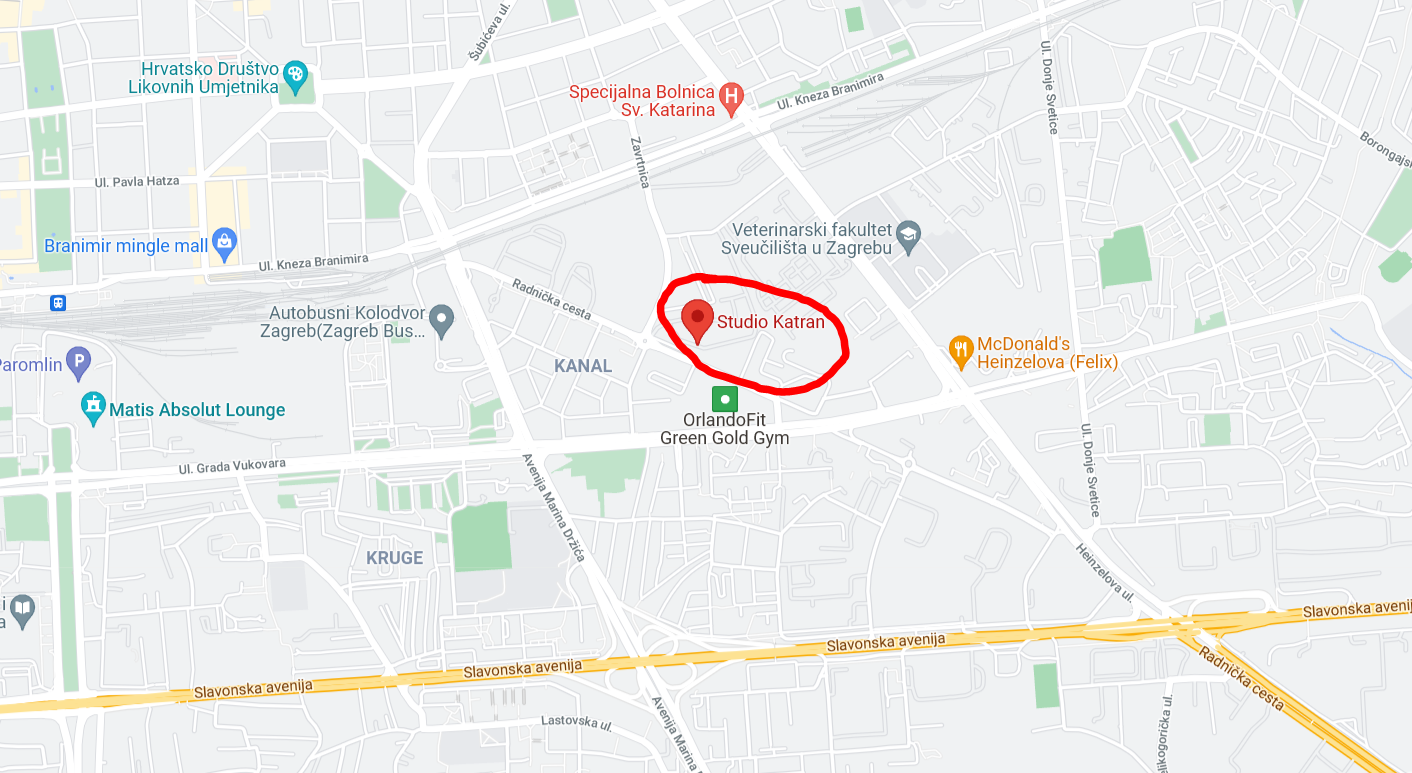 Šubićeva ul.
Hrvatsko Društvo
Likovnih Umjetnika
Specijalna Bolnica
Sv. Katarina
Ul. Kneza Branimira
Ul. Donje Svetice
Borongajs
Zavrtnica
Ul. Pavla Hatza
Branimir mingle mall
Ul. Kneza Branimira
Veterinarski fakultet
Sveučilišta u Zagrebu
Radnička cesta
Autobusni Kolodvor
Zagreb(Zagreb Bus...
Studio Katran
Paromlin
P
KANAL
McDonald's
Heinzelova (Felix)
Matis Absolut Lounge
OrlandoFit
Green Gold Gym
Ul. Grada Vukovara
Avenija Marina Držića
Ul. Donje Svetice
KRUGE
Heinzelova ul.
Slavonska avenija
Slavonska avenija
Slavonska avenija
Slavonska avenij
Radnička cesta
Lastovska ul.
Avenija Marina
likogorička ul.